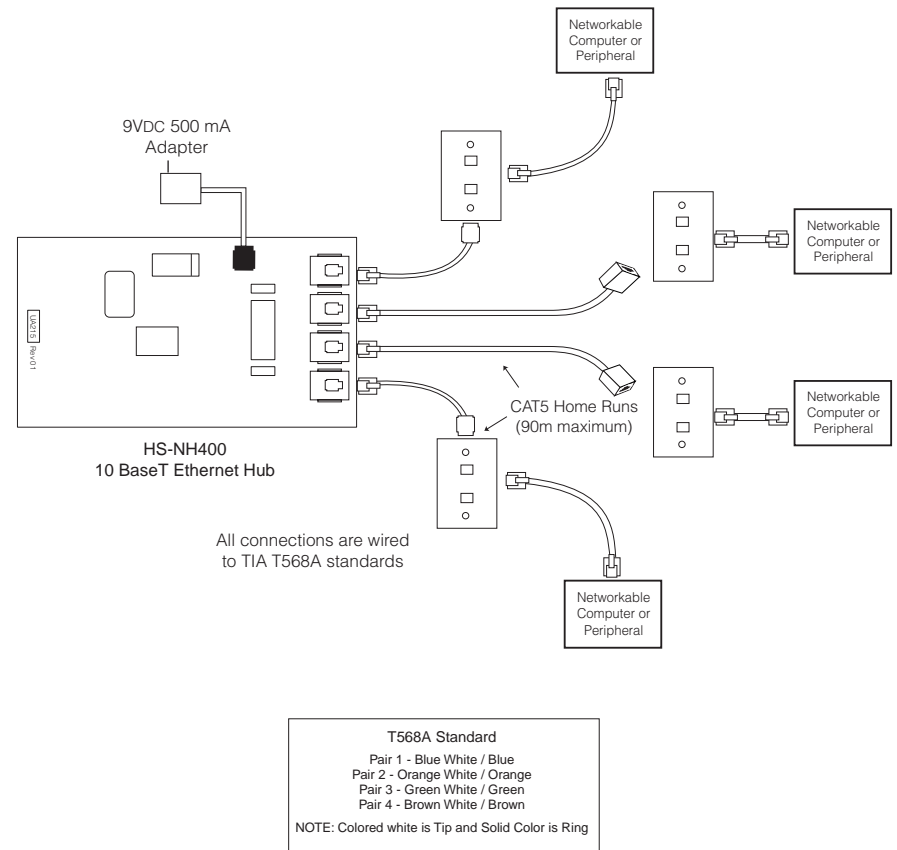 Networkable
Computer or
Peripheral
9VDC 500 mA
Adapter
Networkable
Computer or
Peripheral
UA215 Rev01
CAT5 Home Runs
(90m maximum)
Networkable
Computer or
Peripheral
HS-NH400
10 BaseT Ethernet Hub
All connections are wired
to TIA T568A standards
Networkable
Computer or
Peripheral
T568A Standard
Pair 1 - Blue White / Blue
Pair 2 - Orange White / Orange
Pair 3 - Green White / Green
Pair 4 - Brown White / Brown
NOTE: Colored white is Tip and Solid Color is Ring